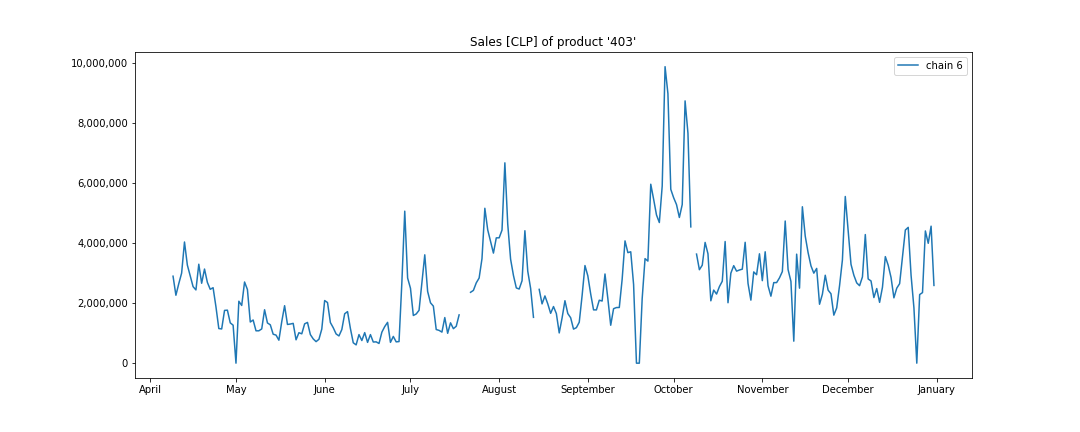 Sales [CLP] of product '403'
chain 6
10,000,000
8,000,000
6,000,000
4,000,000
2,000,000
0
April May June July August September October November December January